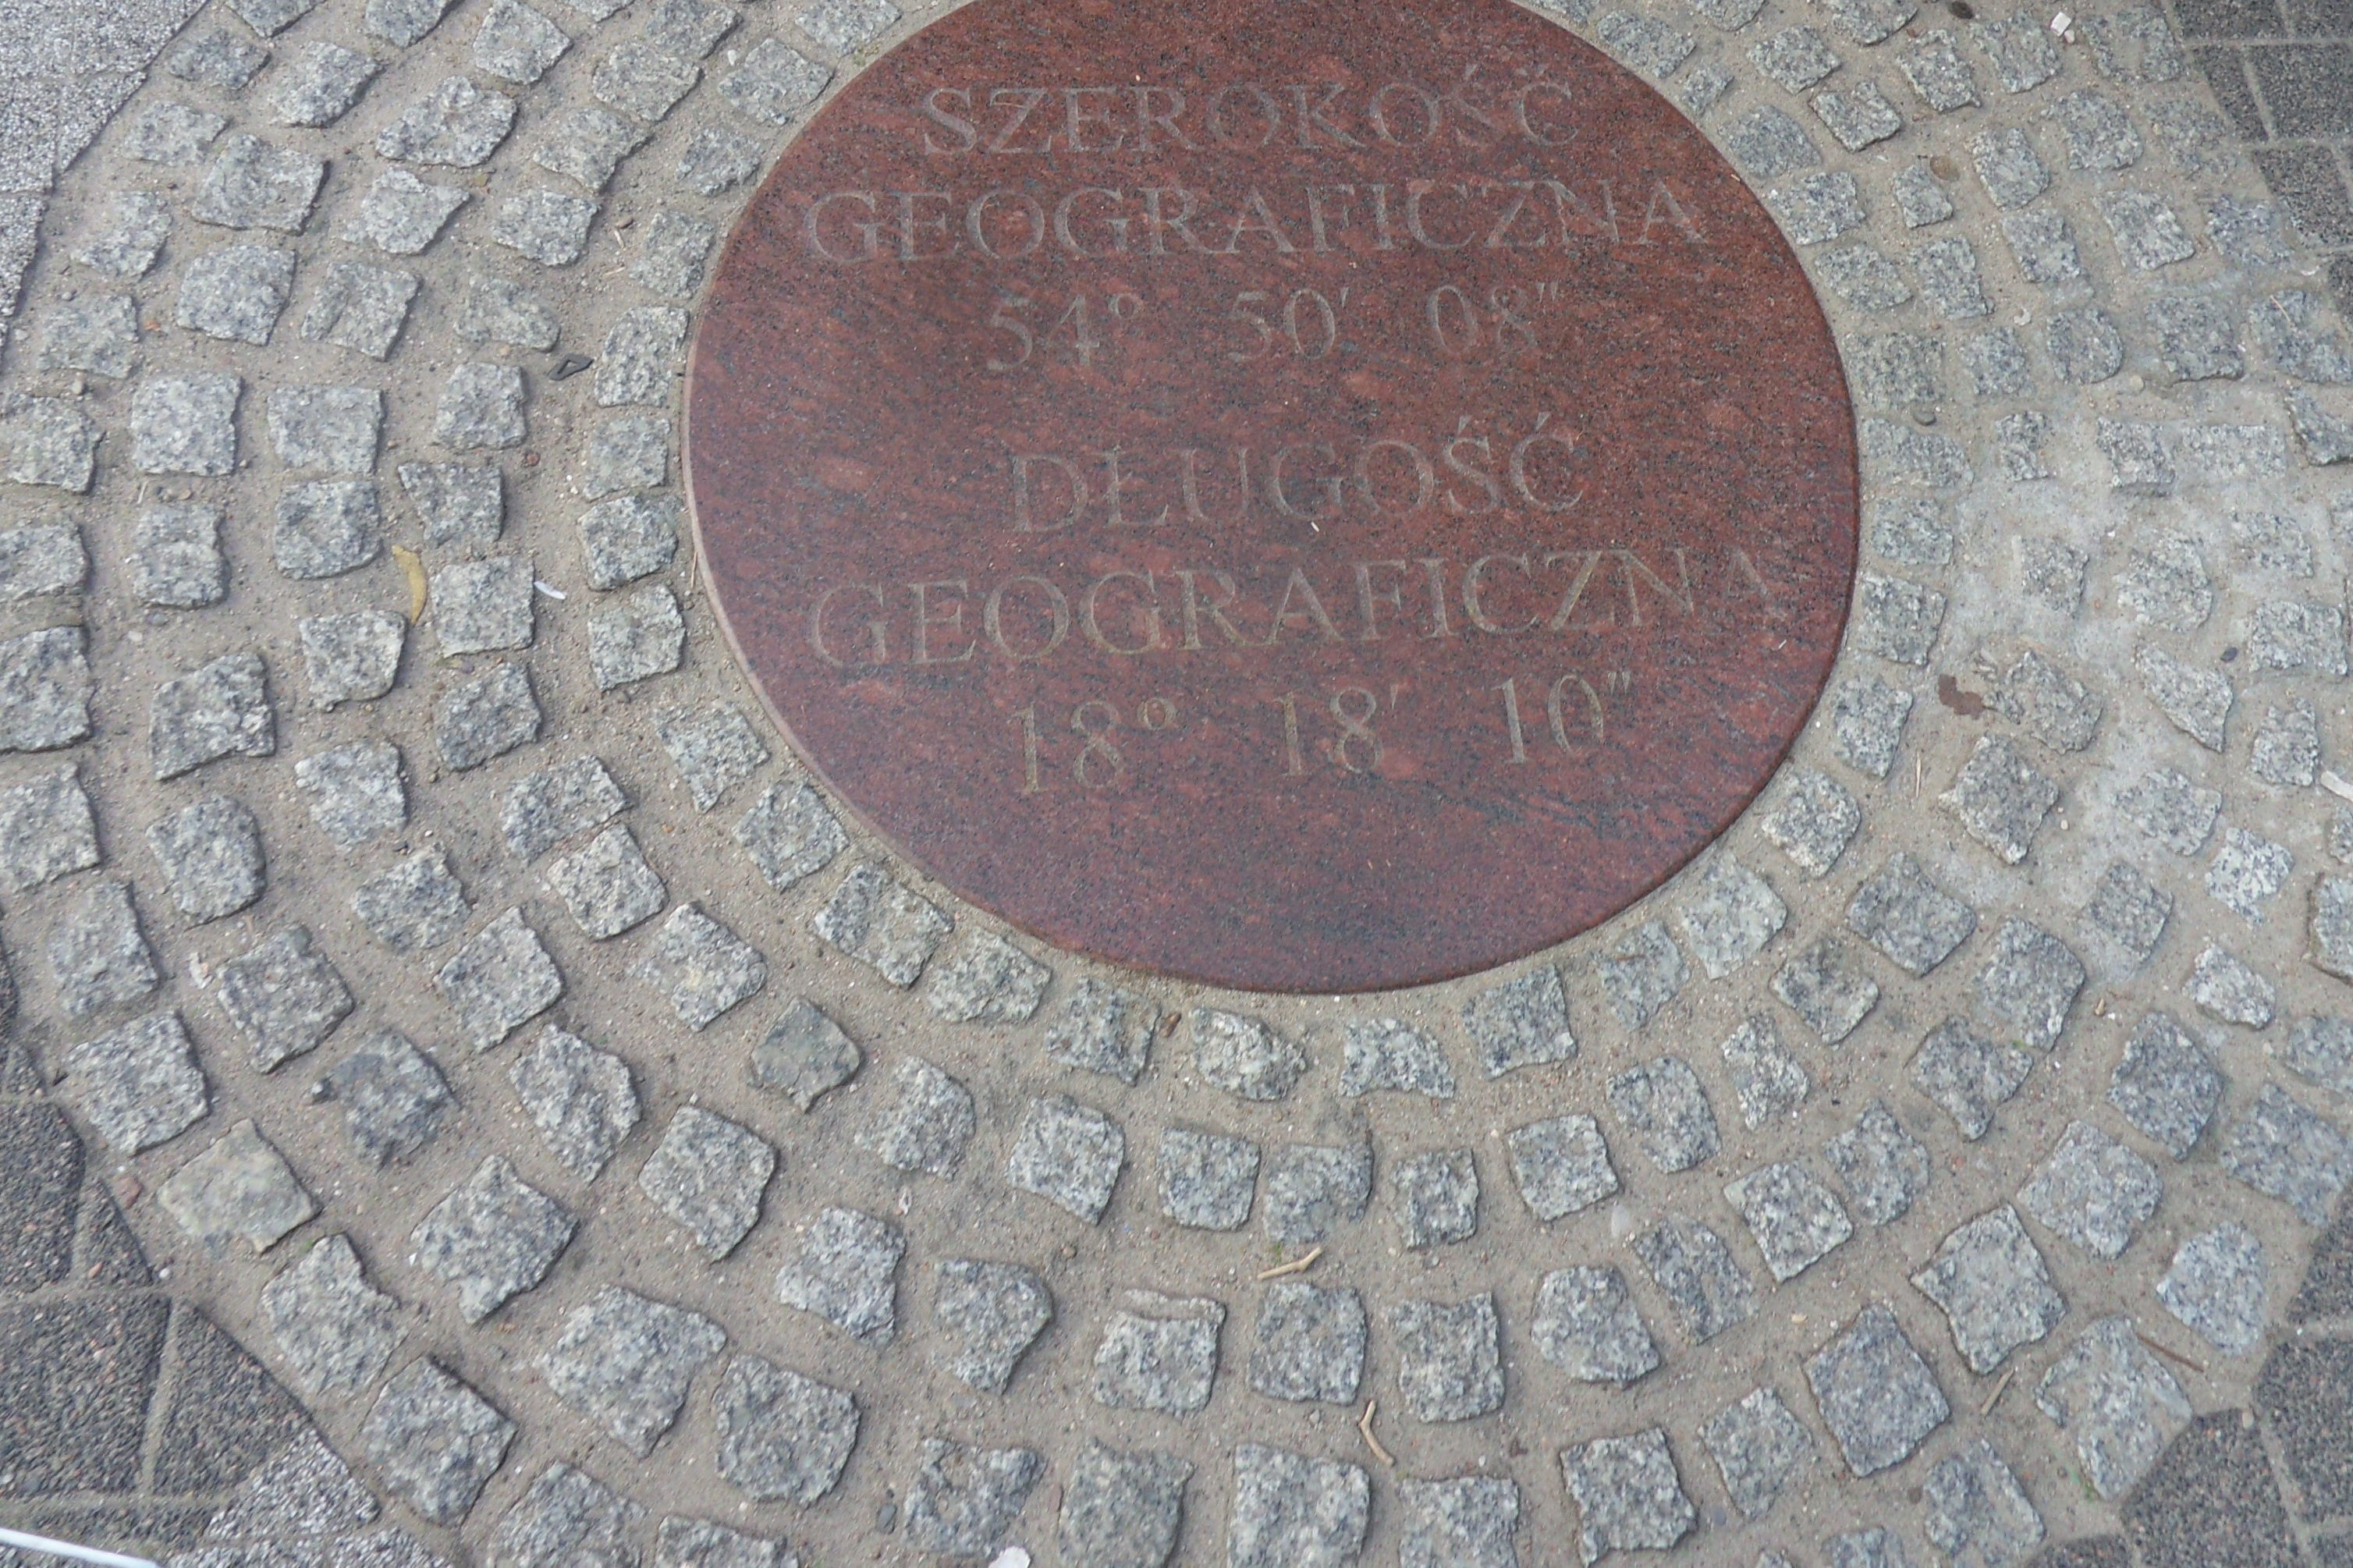 SZEROKOŚĆ
GEOGRAFICZNA
54° 50′ 08″
DŁUGOŚĆ
GEOGRAFICZNA
18° 18′ 10″